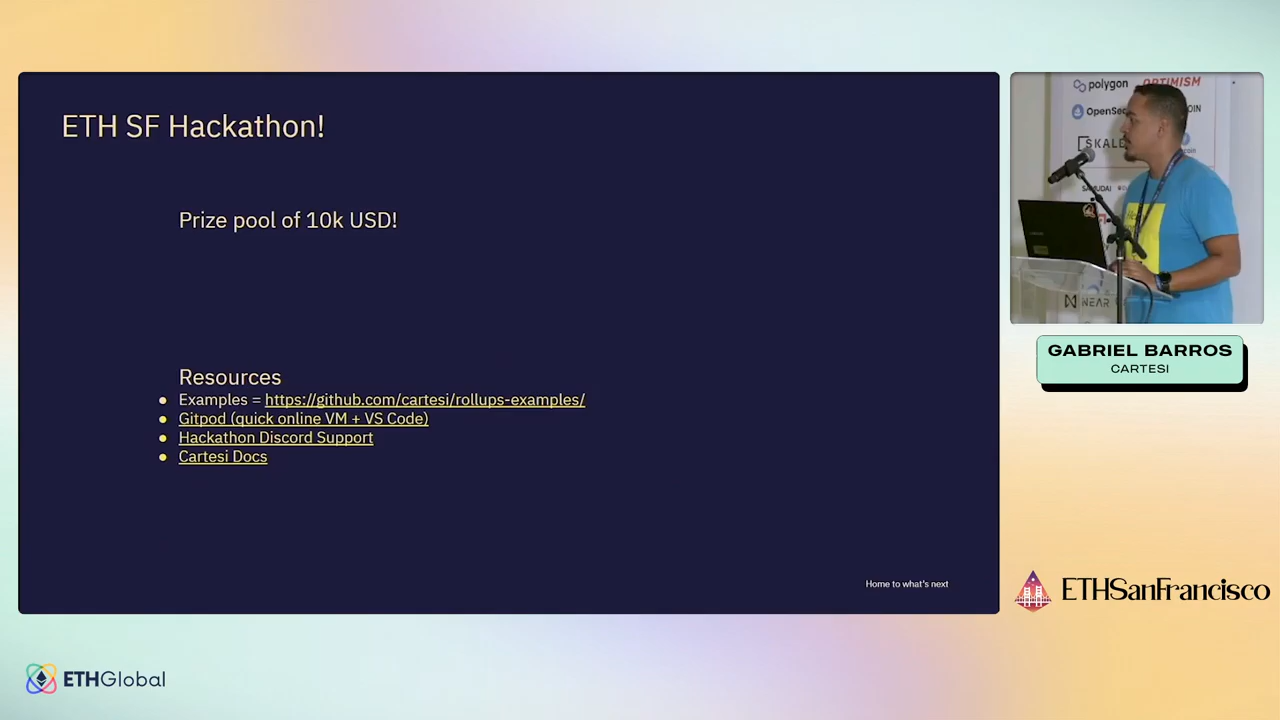 ETH SF Hackathon!
Prize pool of 10k USD!
Resources
Examples = https://github.com/cartesi/rollups-examples/
Gitpod (quick online VM + VS Code)
Hackathon Discord Support
Cartesi Docs
Home to what's next
polygon
OPTIMISM
SKALE
NEAR
GABRIEL BARROS
CARTESI
ETHSanFrancisco
ETHGlobal